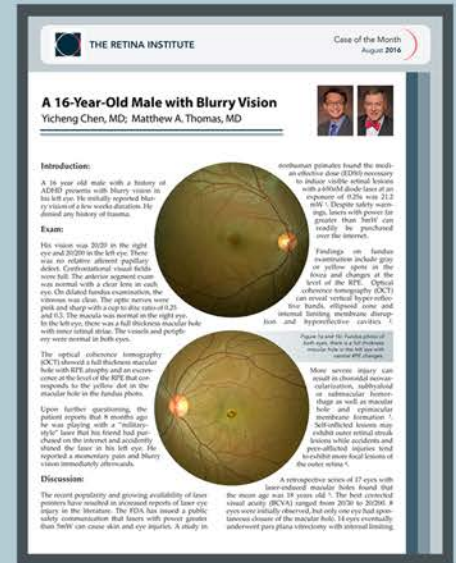 THE RETINA INSTITUTE
Case of the Month
August 2016
A 16-Year-Old Male with Blurry Vision
Yicheng Chen, MD; Matthew A. Thomas, MD
Introduction:
A 16 year old male with a history of
ADHD presents with blurry vision in
his left eye. He initially reported blur-
ry vision of a few weeks duration. He
denied any history of trauma.
Exam:
His vision was 20/20 in the right
eye and 20/200 in the left eye. There
was no relative afferent pupillary
defect. Confrontational visual fields
were full. The anterior segment exam
was normal with a clear lens in each
eye. On dilated fundus examination, the
vitreous was clear. The optic nerves were
pink and sharp with a cup to disc ratio of 0.25
and 0.3. The macula was normal in the right eye.
In the left eye, there was a full thickness macular hole
with inner retinal striae. The vessels and periph-
ery were normal in both eyes.
The optical coherence tomography
(OCT) showed a full thickness macular
hole with RPE atrophy and an excres-
cence at the level of the RPE that cor-
responds to the yellow dot in the
macular hole in the fundus photo.
Upon further questioning, the
patient reports that 8 months ago
he was playing with a "military-
style" laser that his friend had pur-
chased on the internet and accidently
shined the laser in his left eye. He
reported a momentary pain and blurry
vision immediately afterwards.
Discussion:
The recent popularity and growing availability of laser
pointers have resulted in increased reports of laser eye
injury in the literature. The FDA has issued a public
safety communication that lasers with power greater
than 5mW can cause skin and eye injuries. A study in
nonhuman primates found the medi-
an effective dose (ED50) necessary
to induce visible retinal lesions
with a 650nM diode laser at an
exposure of 0.25s was 21.2
mW. Despite safety warn-
ings, lasers with power far
greater than 5mW can
readily be purchased
over the internet.
Findings on fundus
examination include gray
or yellow spots in the
fovea and changes at the
level of the RPE. Optical
coherence tomography (OCT)
can reveal vertical hyper-reflec-
tive bands, ellipsoid zone and
internal limiting membrane disrup-
tion and hyporeflective cavities
Figure 1a and 1b: Fundus photo of
both eyes, there is a full thickness
macular hole in the left eye with
central RPE changes.
More severe injury can
result in choroidal neovas-
cularization, subhyaloid
or submacular hemor-
rhage as well as macular
hole and epimacular
membrane formation
Self-inflicted lesions may
exhibit outer retinal streak
lesions while accidents and
peer-afflicted injuries tend
to exhibit more focal lesions of
the outer retina
A retrospective series of 17 eyes with
laser-induced macular holes found that
the mean age was 18 years old. The best corrected
visual acuity (BCVA) ranged from 20/30 to 20/200. 8
eyes were initially observed, but only one eye had spon-
taneous closure of the macular hole. 14 eyes eventually
underwent pars plana vitrectomy with internal limiting